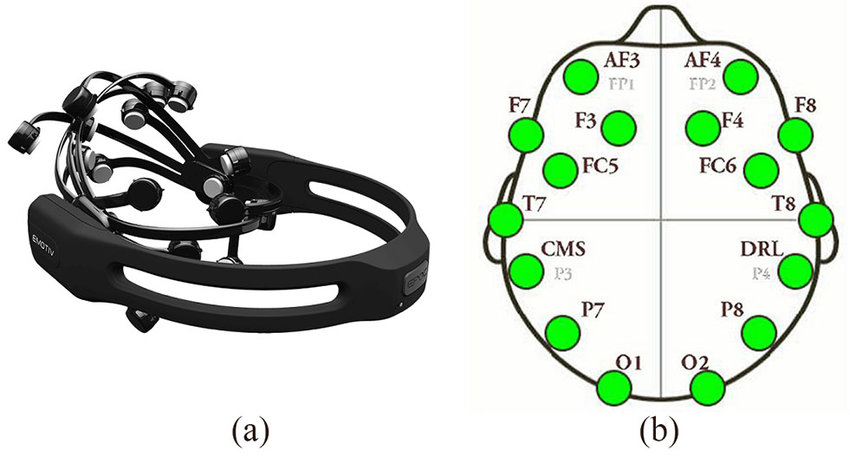 EMOTIV
(a)
AF3 AF4
FP1 FP2
F7 F3 F4 F8
FC5 FC6
T7 T8
CMS DRL
P3 P4
P7 P8
O1 O2
(b)